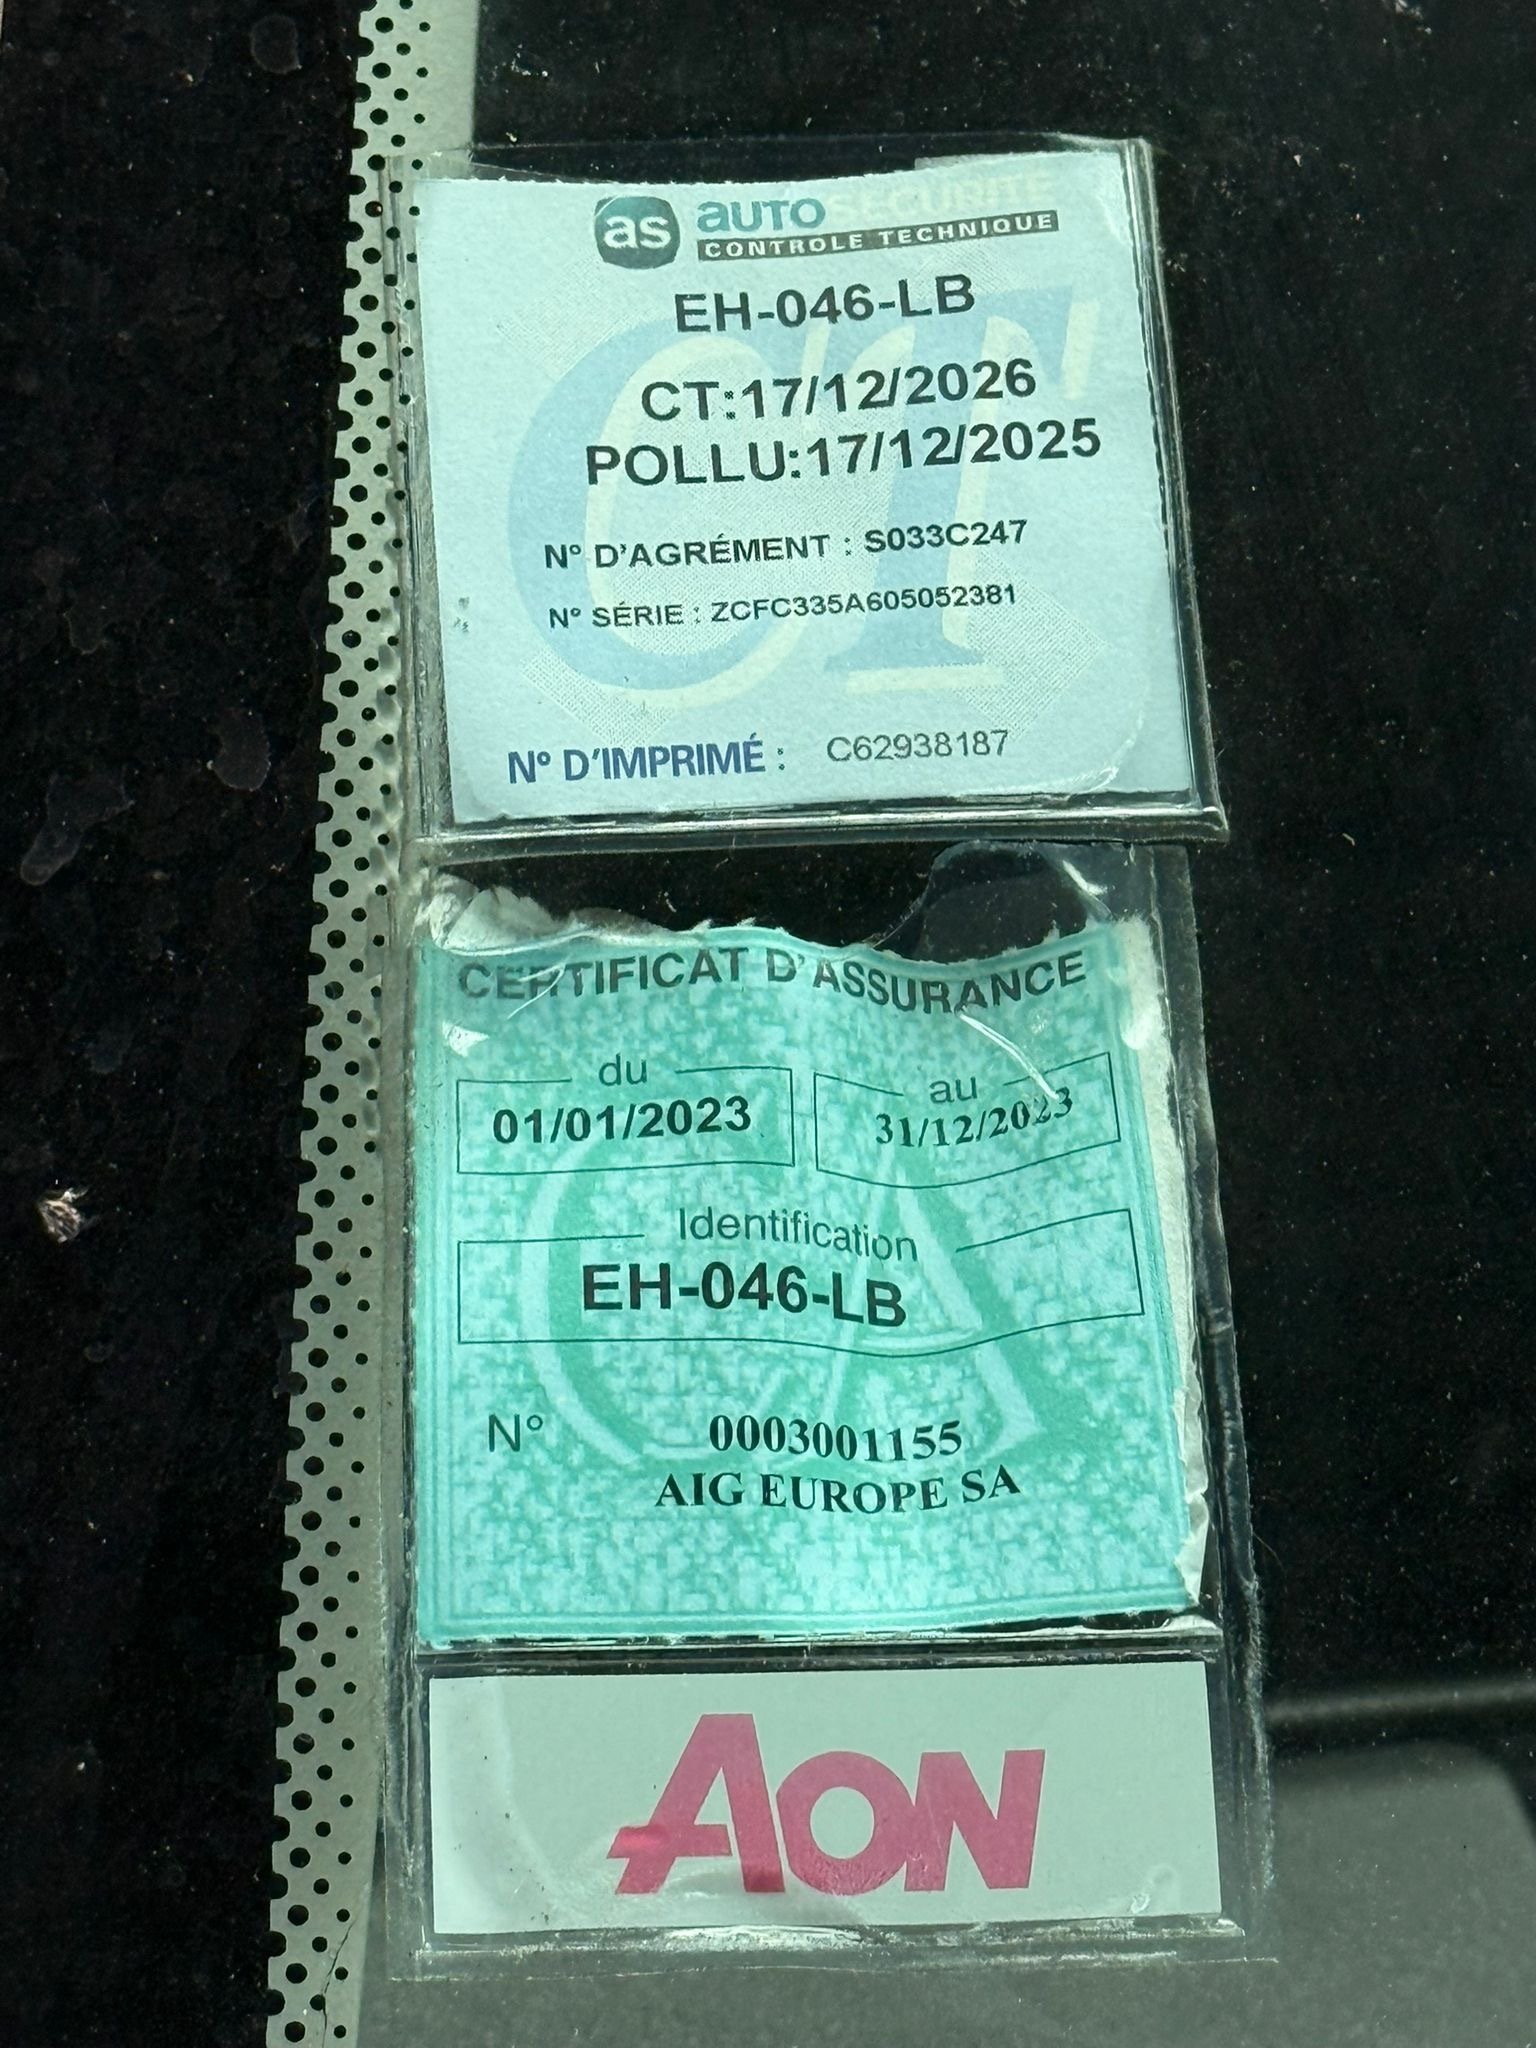 as AUTO SECURITE
CONTROLE TECHNIQUE
EH-046-LB
CT:17/12/2026
POLLU:17/12/2025
N° D'AGRÉMENT : S033C247
N° SÉRIE : ZCFC335A605052381
N° D'IMPRIMÉ : C62938187
CERTIFICAT D'ASSURANCE
du au
01/01/2023 31/12/2023
Identification
EH-046-LB
N° 0003001155
AIG EUROPE SA
AON